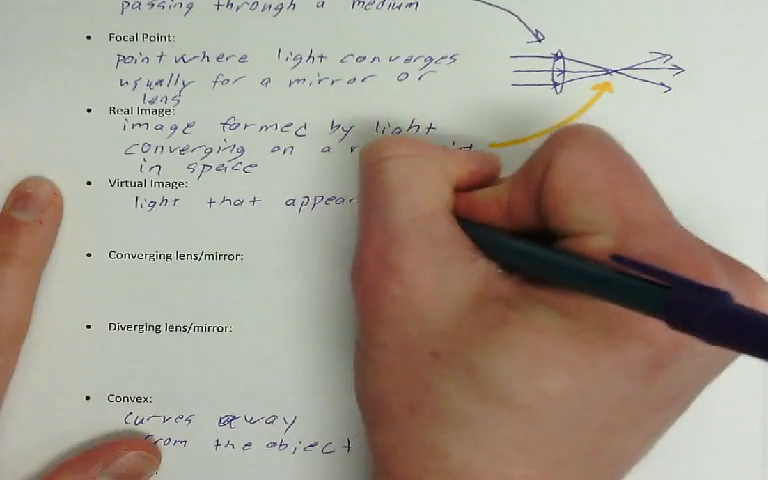 passing through a medium
• Focal Point:
point where light converges
usually for a mirror or
lens
• Real Image:
image formed by light
converging on a
in space
• Virtual Image:
light that appear
• Converging lens/mirror:
• Diverging lens/mirror:
• Convex:
curves away
from the object